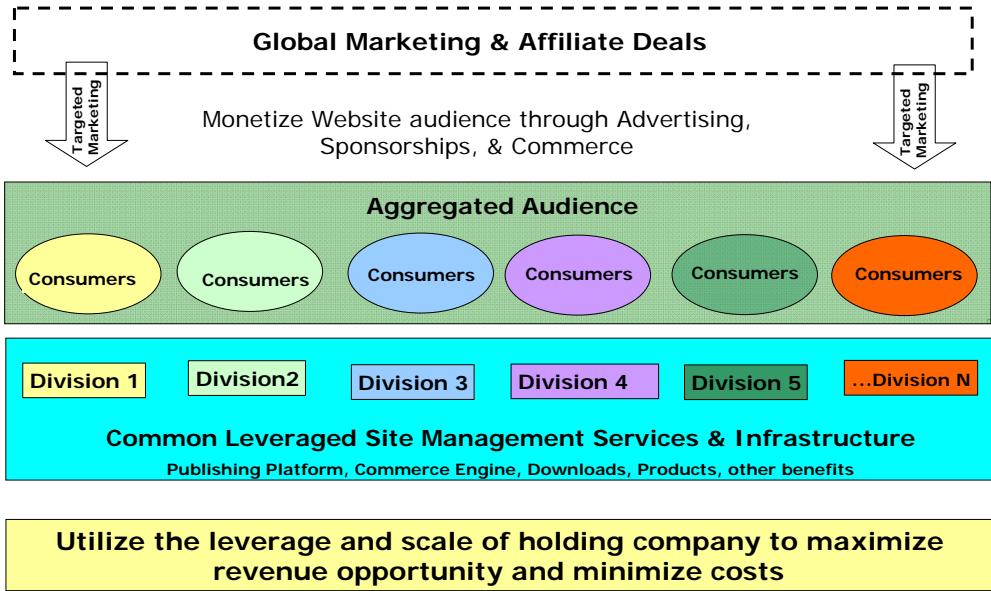 Global Marketing & Affiliate Deals
Targeted
Marketing
Monetize Website audience through Advertising,
Sponsorships, & Commerce
Targeted
Marketing
Aggregated Audience
Consumers
Consumers
Consumers
Consumers
Consumers
Consumers
Division 1
Division2
Division 3
Division 4
Division 5
...Division N
Common Leveraged Site Management Services & Infrastructure
Publishing Platform, Commerce Engine, Downloads, Products, other benefits
Utilize the leverage and scale of holding company to maximize
revenue opportunity and minimize costs